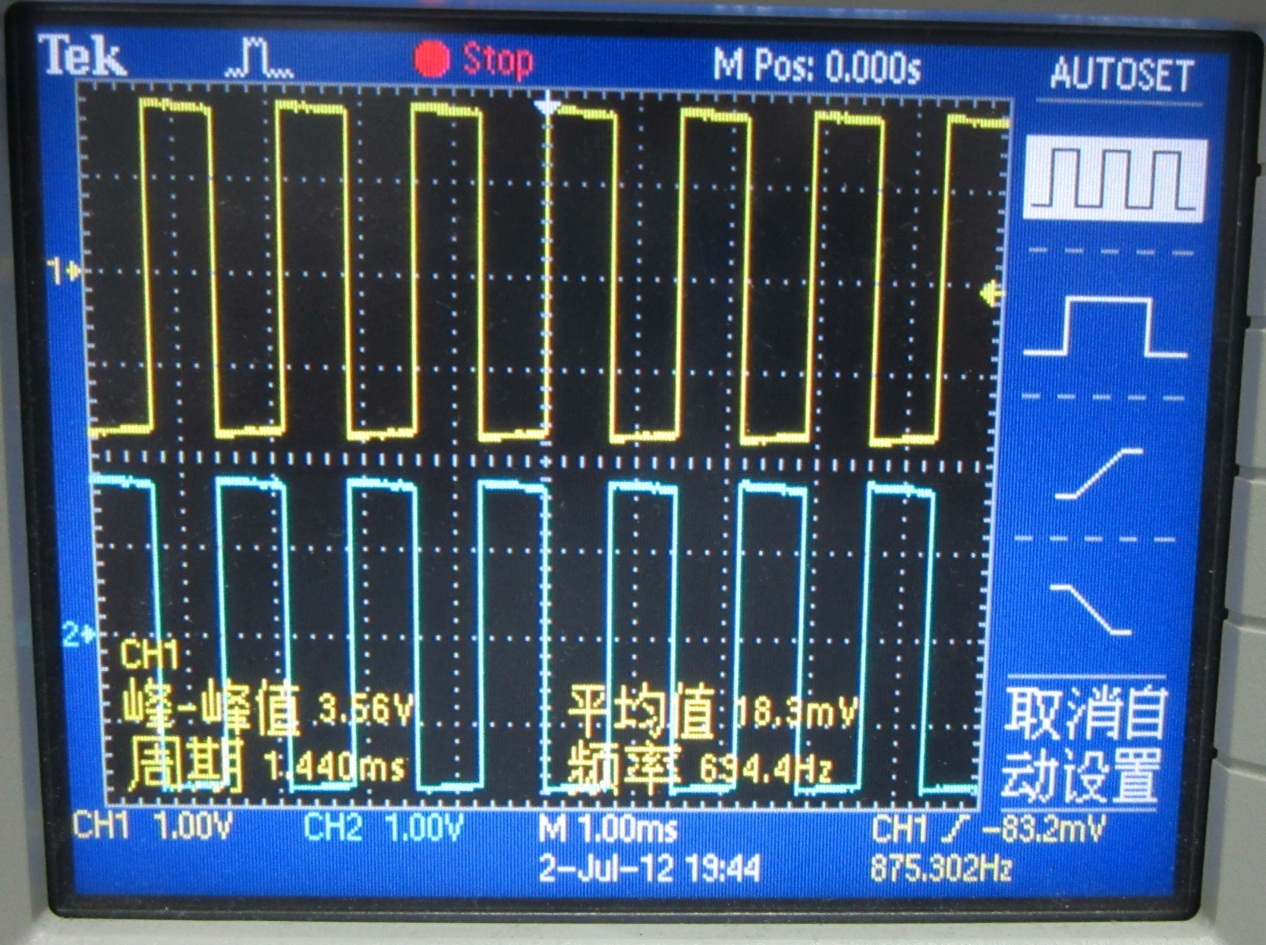 Tek Stop M Pos: 0.000s AUTOSET
1
2
CH1
峰-峰值 3.56V 平均值 18.3mV
周期 1.440ms 频率 694.4Hz
取消自
动设置
CH1 1.00V CH2 1.00V M 1.00ms CH1 -83.2mV
2-Jul-12 19:44 875.302Hz